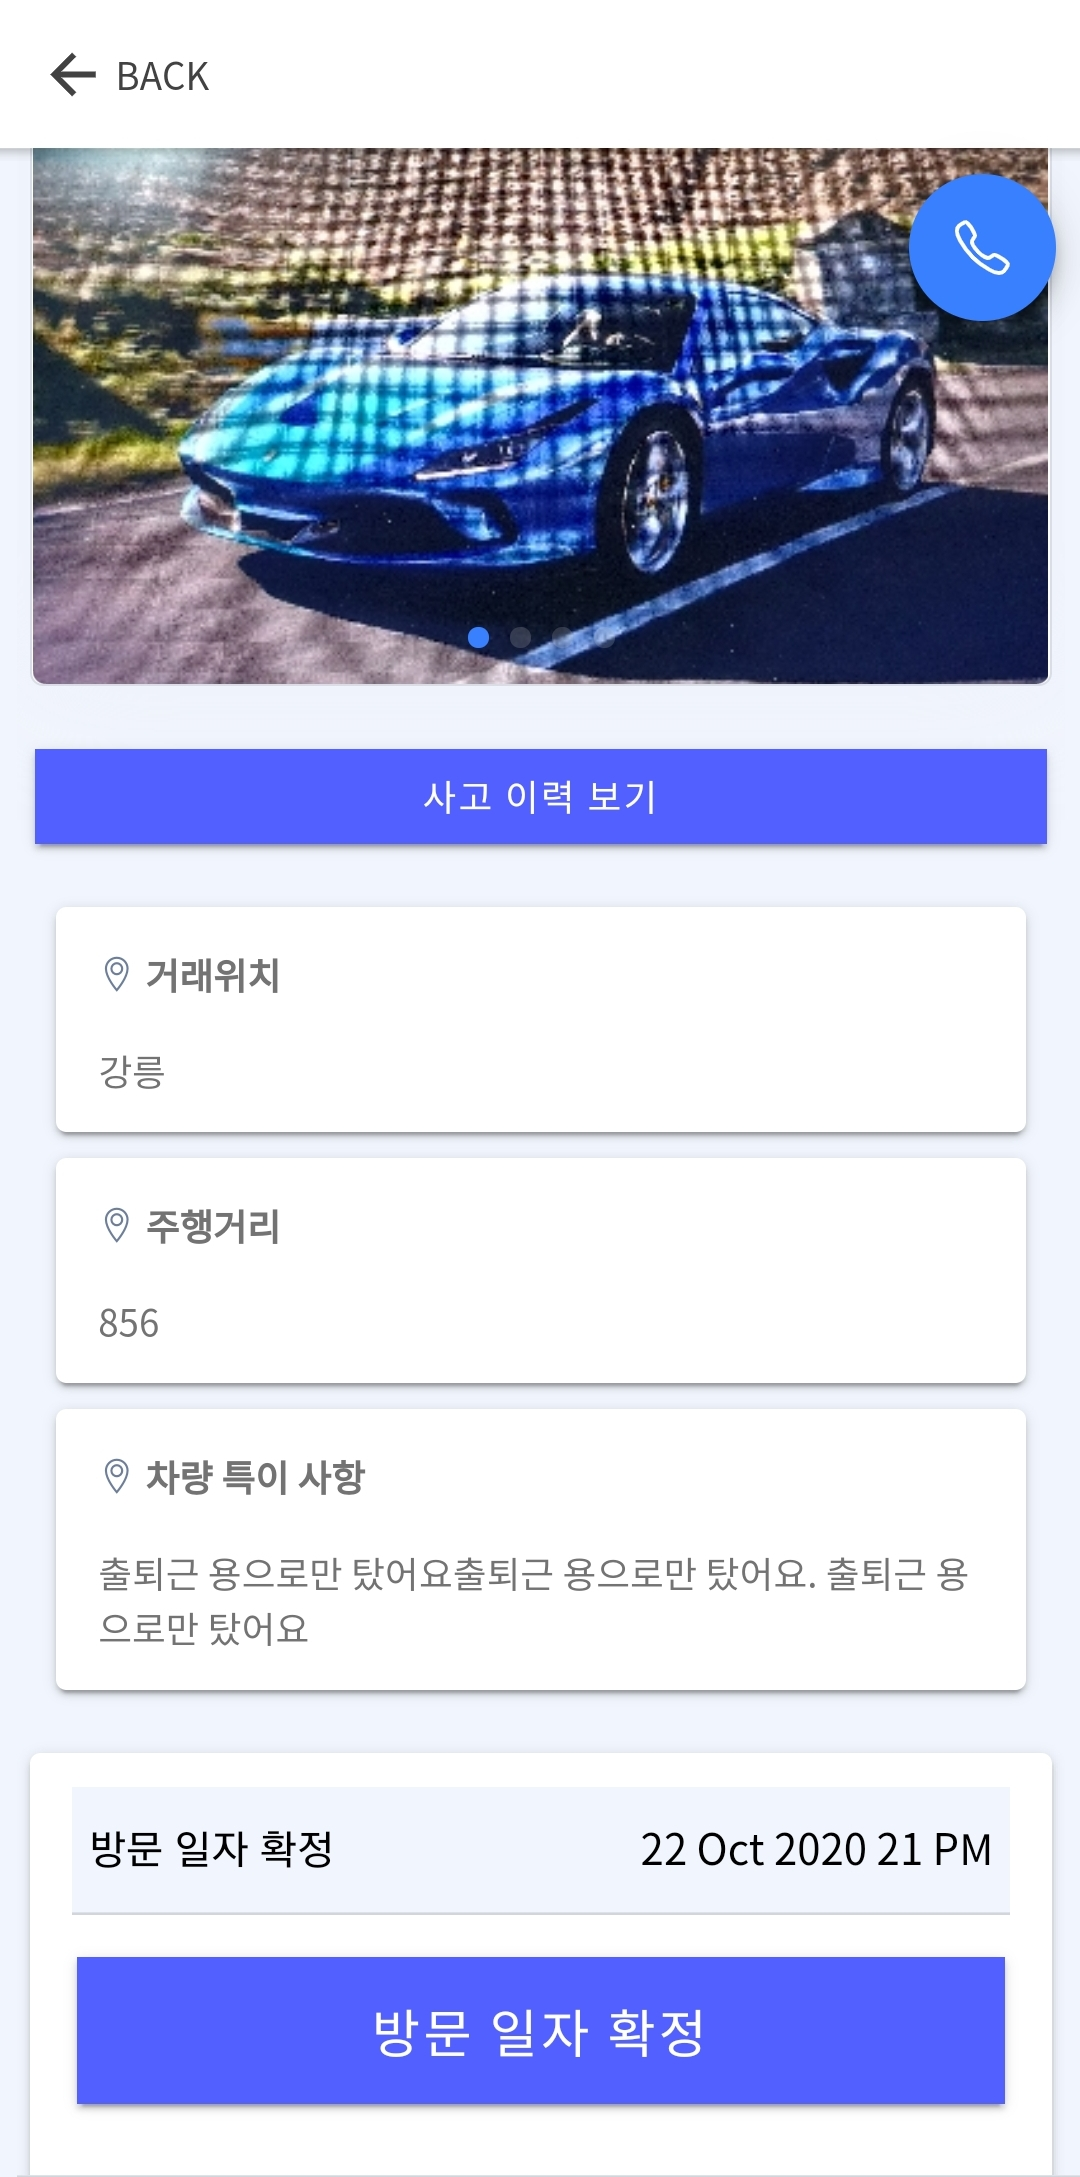 BACK
사고 이력 보기
거래위치
강릉
주행거리
856
차량 특이 사항
출퇴근 용으로만 탔어요출퇴근 용으로만 탔어요. 출퇴근 용
으로만 탔어요
방문 일자 확정 22 Oct 2020 21 PM
방문 일자 확정